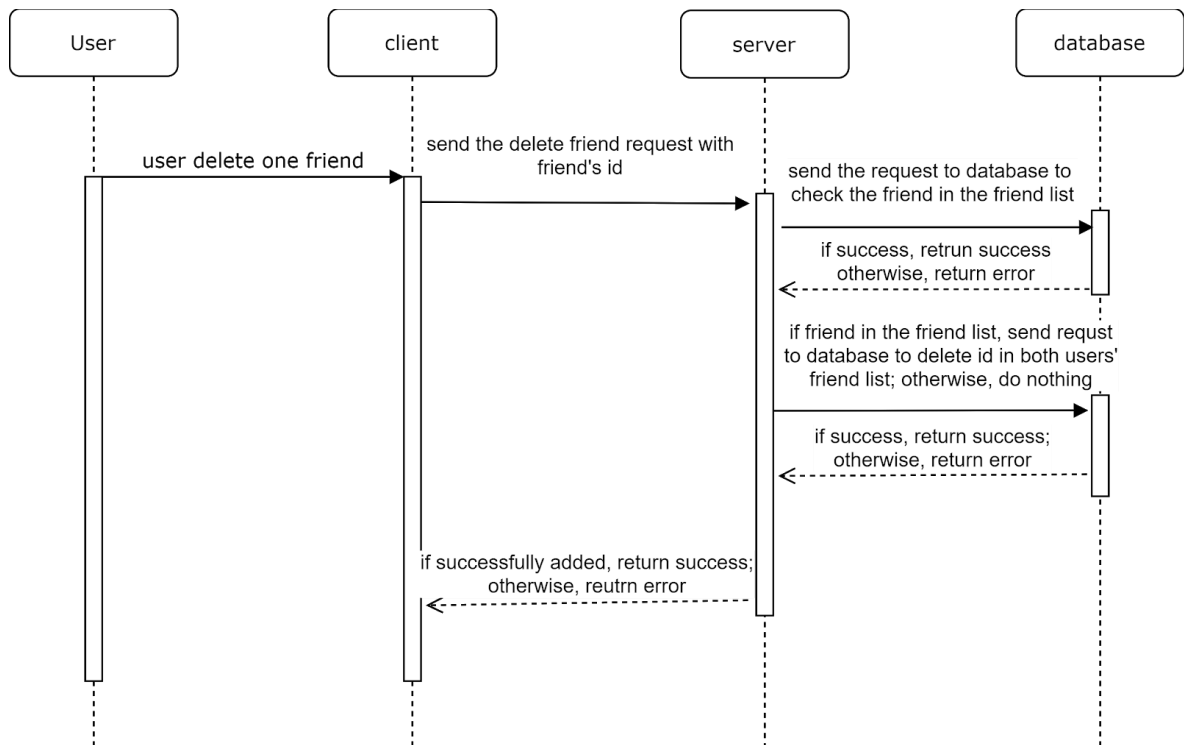 User
client
server
database
user delete one friend
send the delete friend request with
friend's id
send the request to database to
check the friend in the friend list
if success, retrun success
otherwise, return error
if friend in the friend list, send requst
to database to delete id in both users'
friend list; otherwise, do nothing
if success, return success;
otherwise, return error
if successfully added, return success;
otherwise, reutrn error